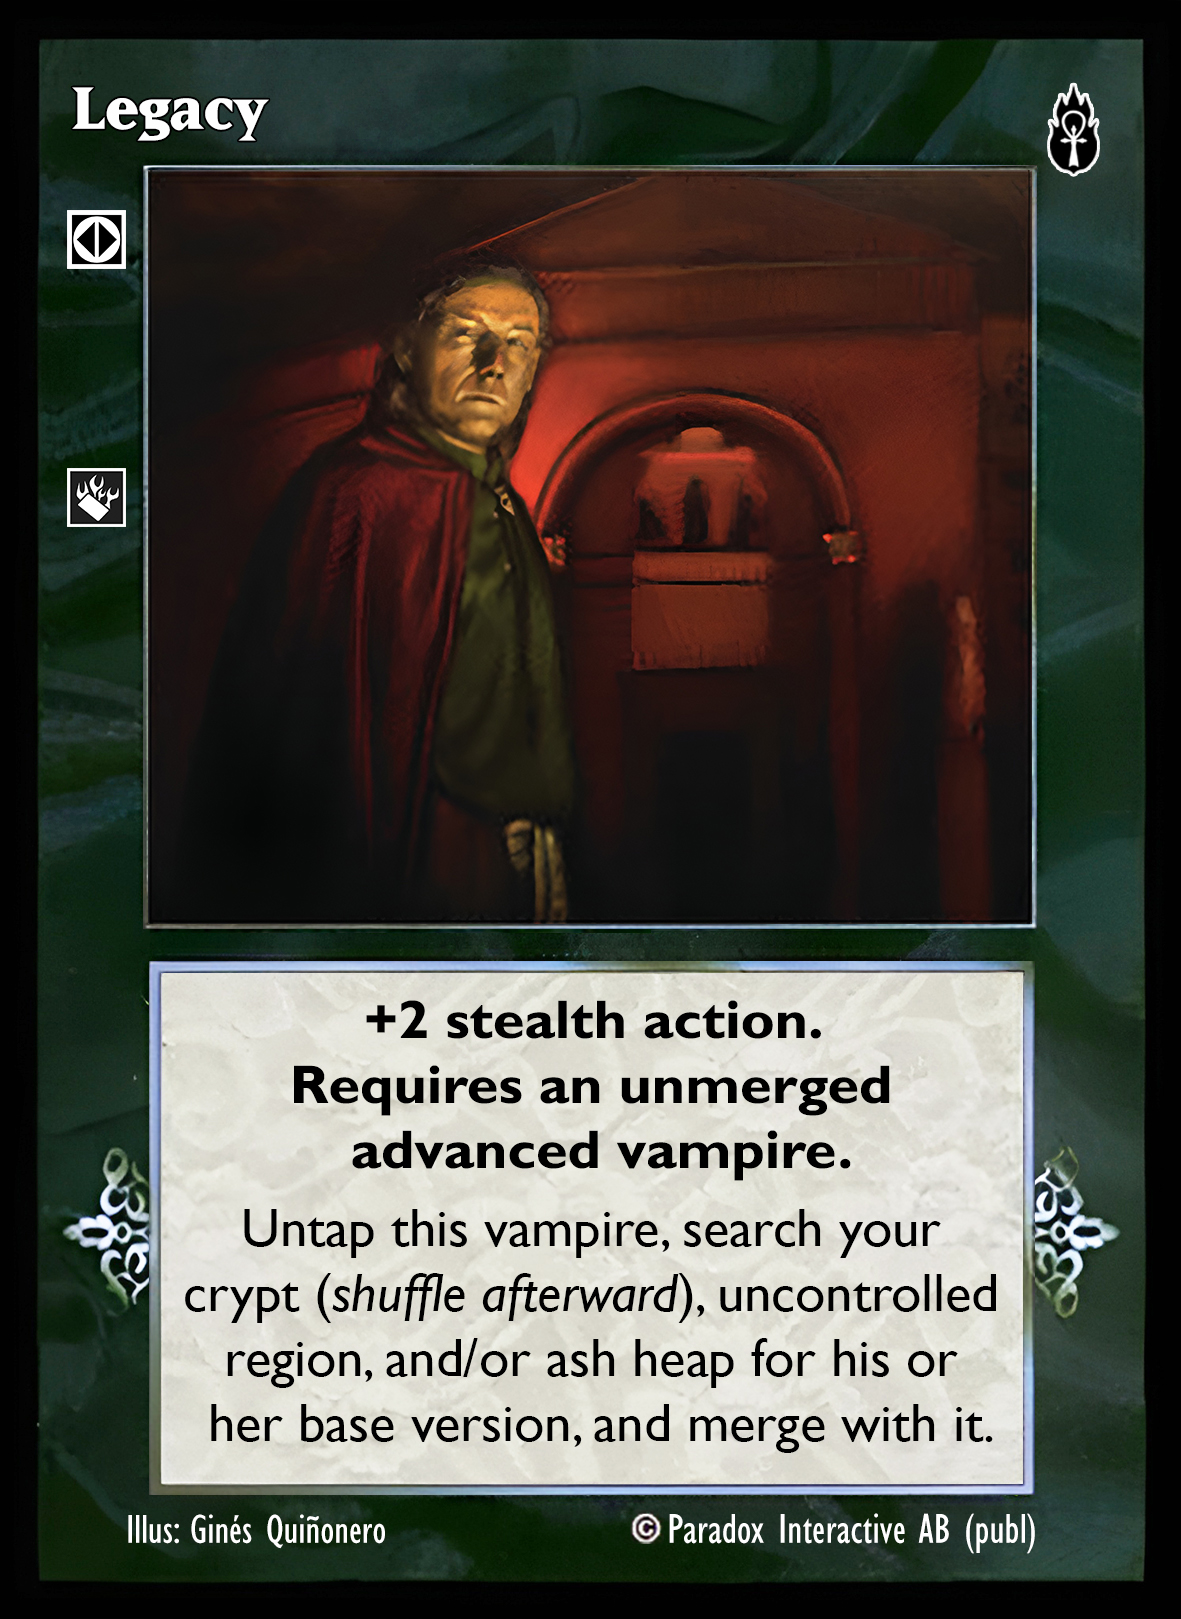 Legacy
+2 stealth action.
Requires an unmerged
advanced vampire.
Untap this vampire, search your
crypt (shuffle afterward), uncontrolled
region, and/or ash heap for his or
her base version, and merge with it.
Illus: Ginés Quiñonero
© Paradox Interactive AB (publ)